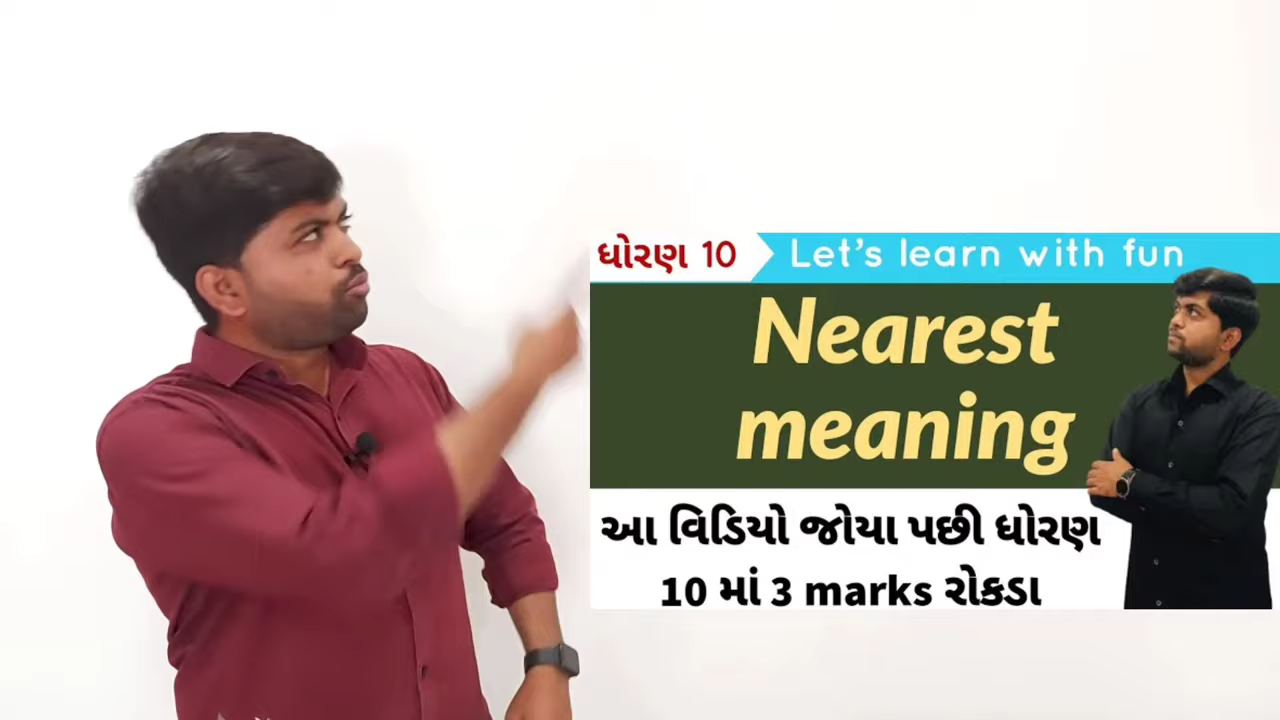 ધોરણ 10
Let's learn with fun
Nearest
meaning
આ વિડિયો જોયા પછી ધોરણ
10 માં 3 marks રોકડા